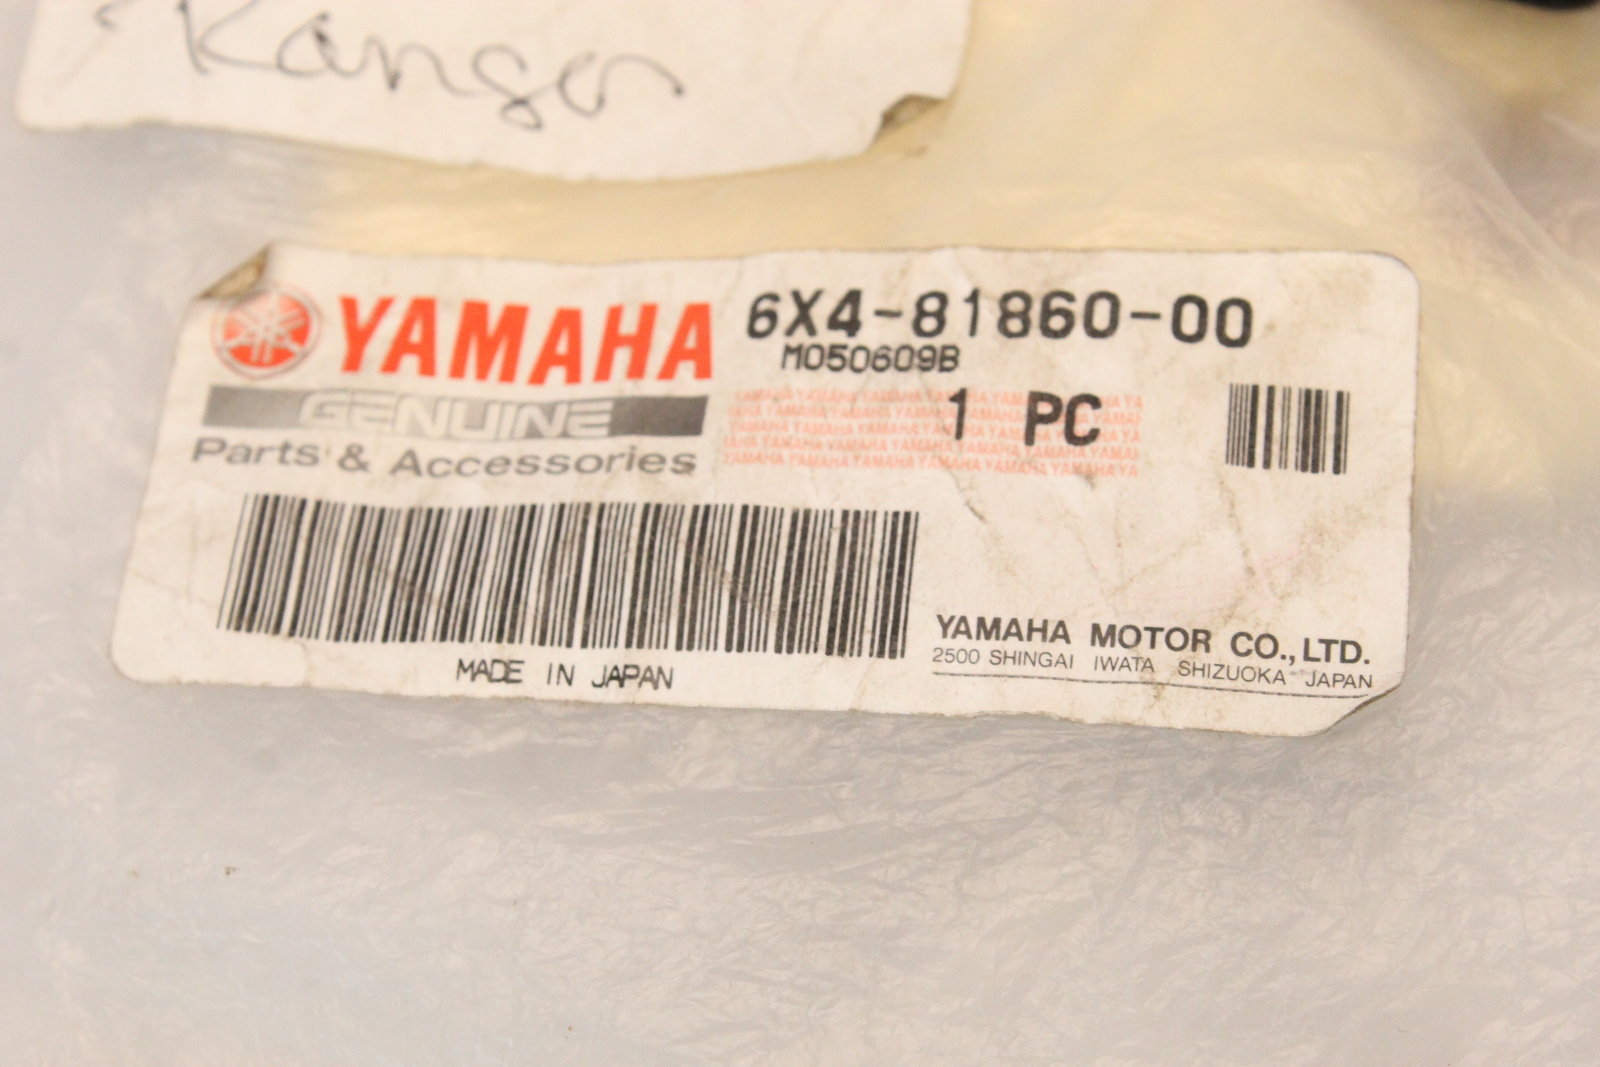 Ranger
YAMAHA
6X4-81860-00
M050609B
GENUINE
1 PC
Parts & Accessories
YAMAHA MOTOR CO., LTD.
2500 SHINGAI IWATA SHIZUOKA JAPAN
MADE IN JAPAN